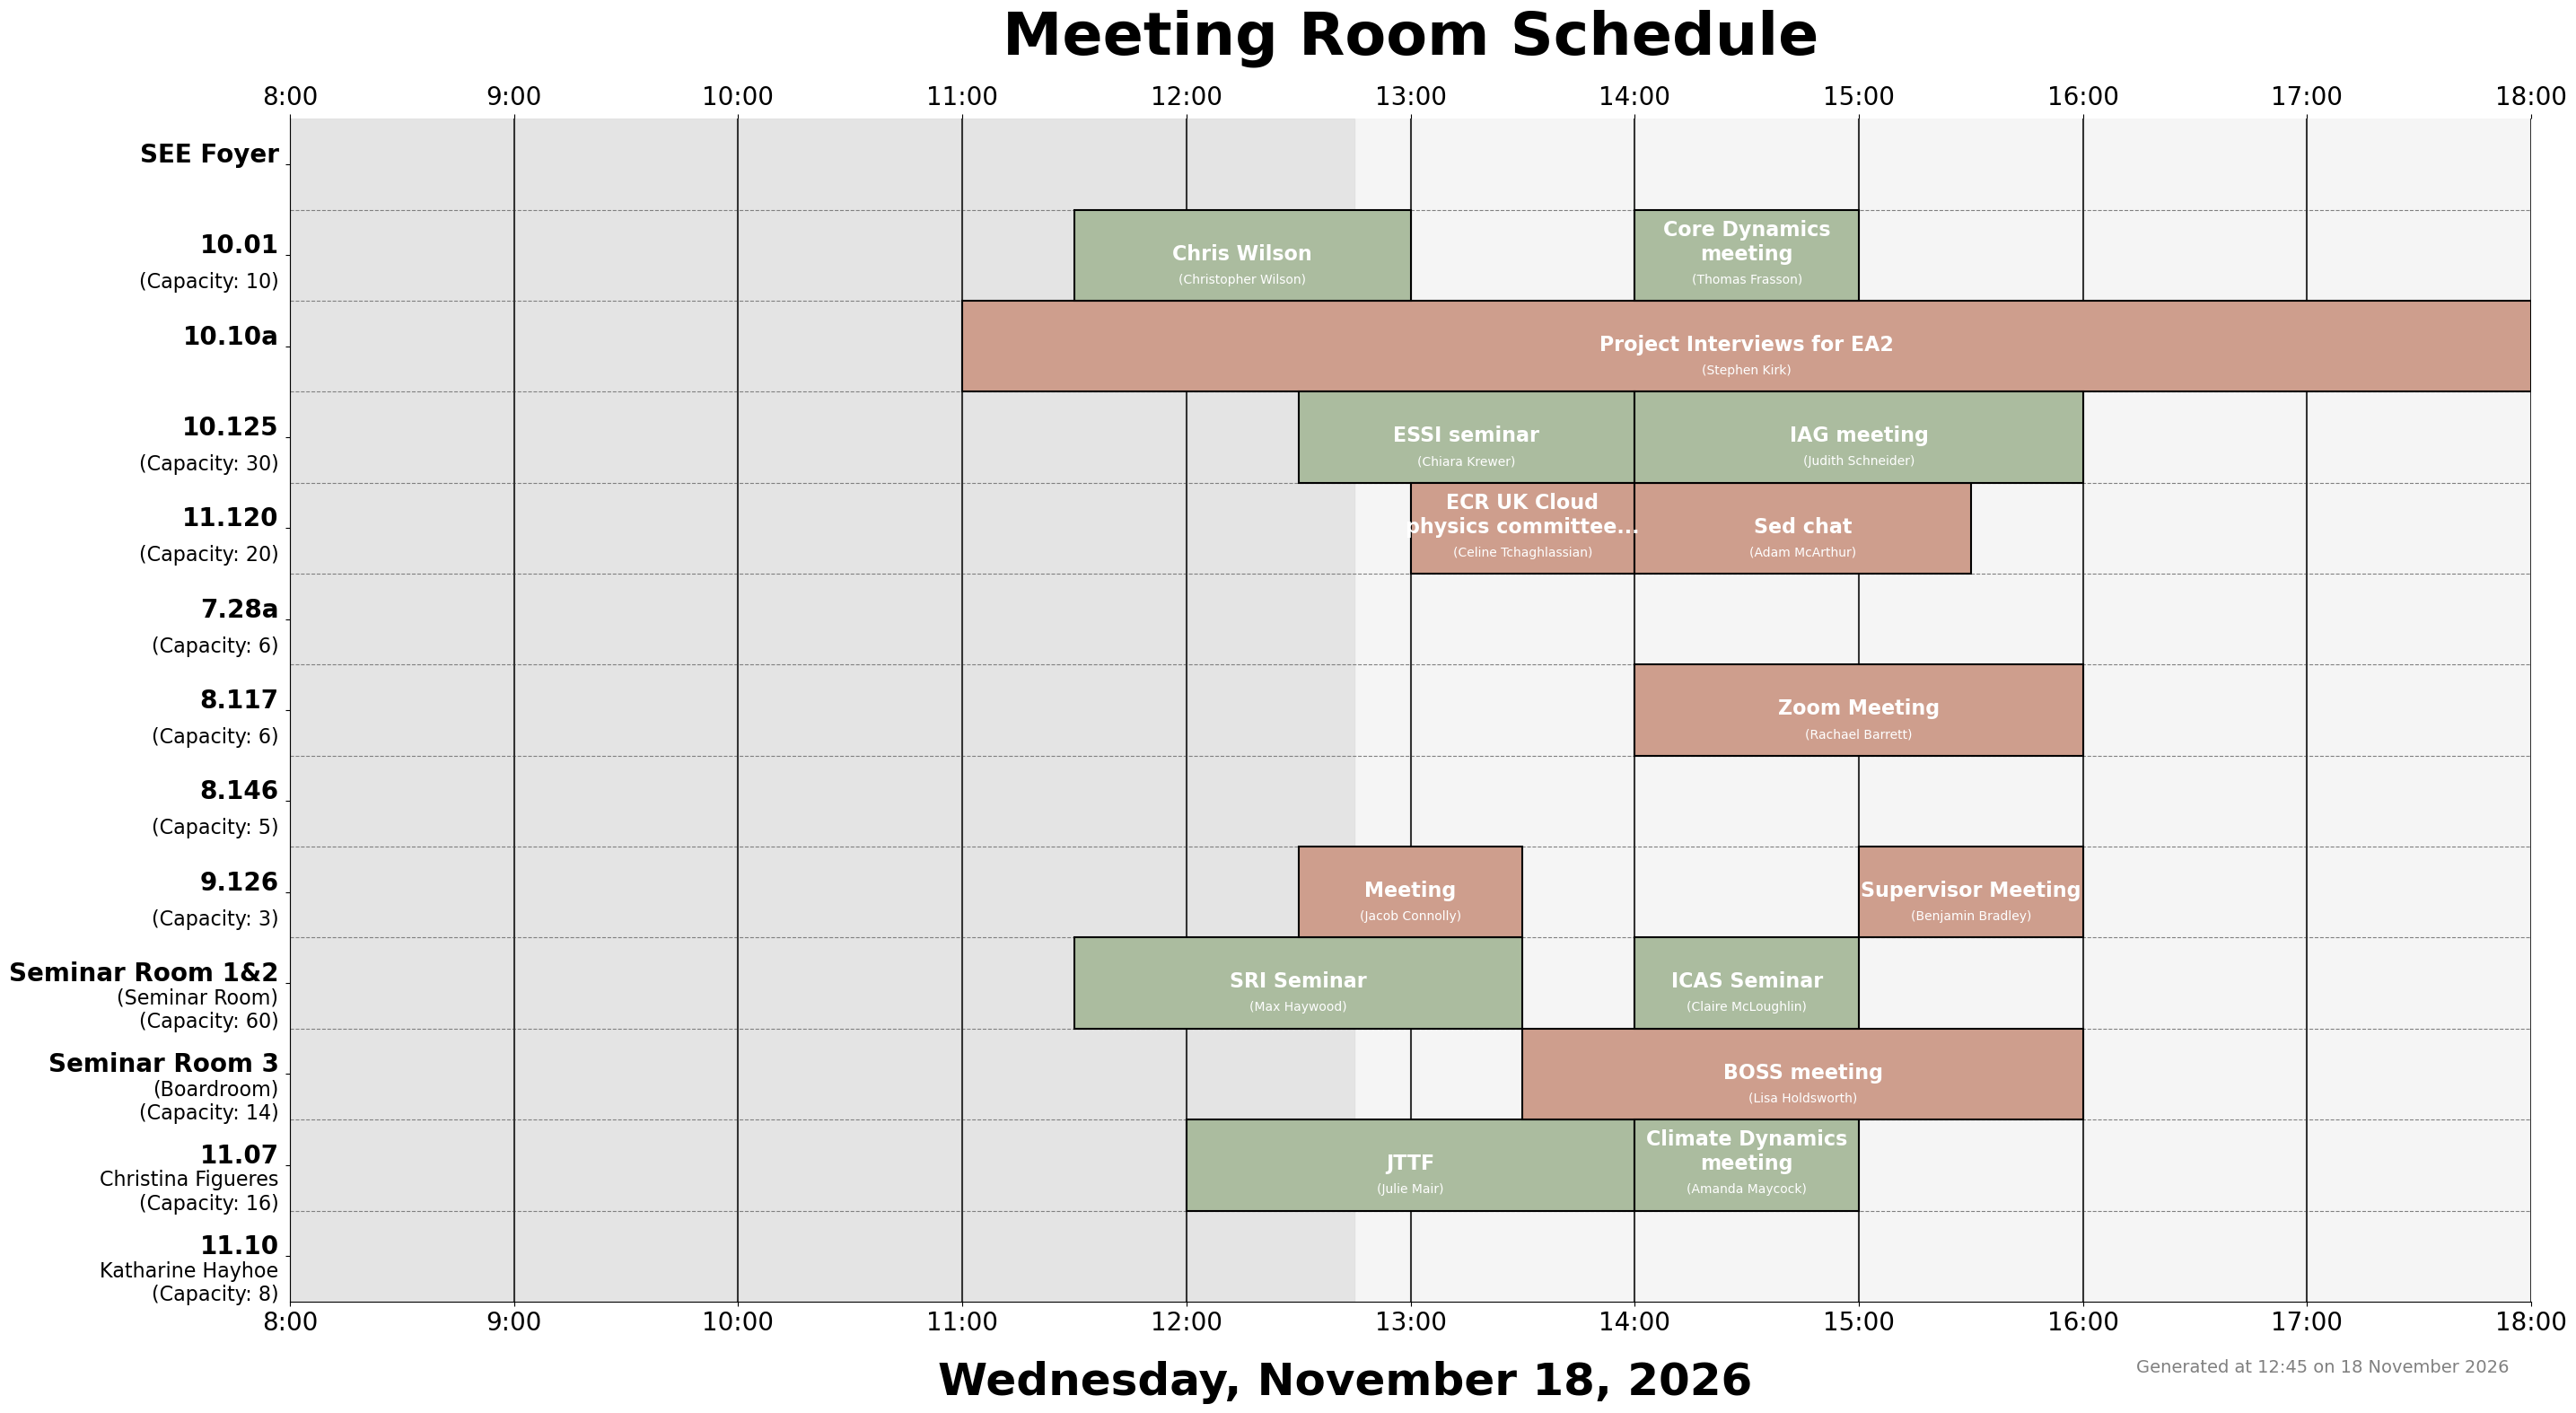 Meeting Room Schedule
8:00 9:00 10:00 11:00 12:00 13:00 14:00 15:00 16:00 17:00 18:00
SEE Foyer
10.01
(Capacity: 10)
Chris Wilson
(Christopher Wilson)
Core Dynamics
meeting
(Thomas Frasson)
10.10a
Project Interviews for EA2
(Stephen Kirk)
10.125
(Capacity: 30)
ESSI seminar
(Chiara Krewer)
IAG meeting
(Judith Schneider)
11.120
(Capacity: 20)
ECR UK Cloud
physics committee...
(Celine Tchaghlassian)
Sed chat
(Adam McArthur)
7.28a
(Capacity: 6)
8.117
(Capacity: 6)
Zoom Meeting
(Rachael Barrett)
8.146
(Capacity: 5)
9.126
(Capacity: 3)
Meeting
(Jacob Connolly)
Supervisor Meeting
(Benjamin Bradley)
Seminar Room 1&2
(Seminar Room)
(Capacity: 60)
SRI Seminar
(Max Haywood)
ICAS Seminar
(Claire McLoughlin)
Seminar Room 3
(Boardroom)
(Capacity: 14)
BOSS meeting
(Lisa Holdsworth)
11.07
Christina Figueres
(Capacity: 16)
JTTF
(Julie Mair)
Climate Dynamics
meeting
(Amanda Maycock)
11.10
Katharine Hayhoe
(Capacity: 8)
8:00 9:00 10:00 11:00 12:00 13:00 14:00 15:00 16:00 17:00 18:00
Wednesday, November 18, 2026
Generated at 12:45 on 18 November 2026